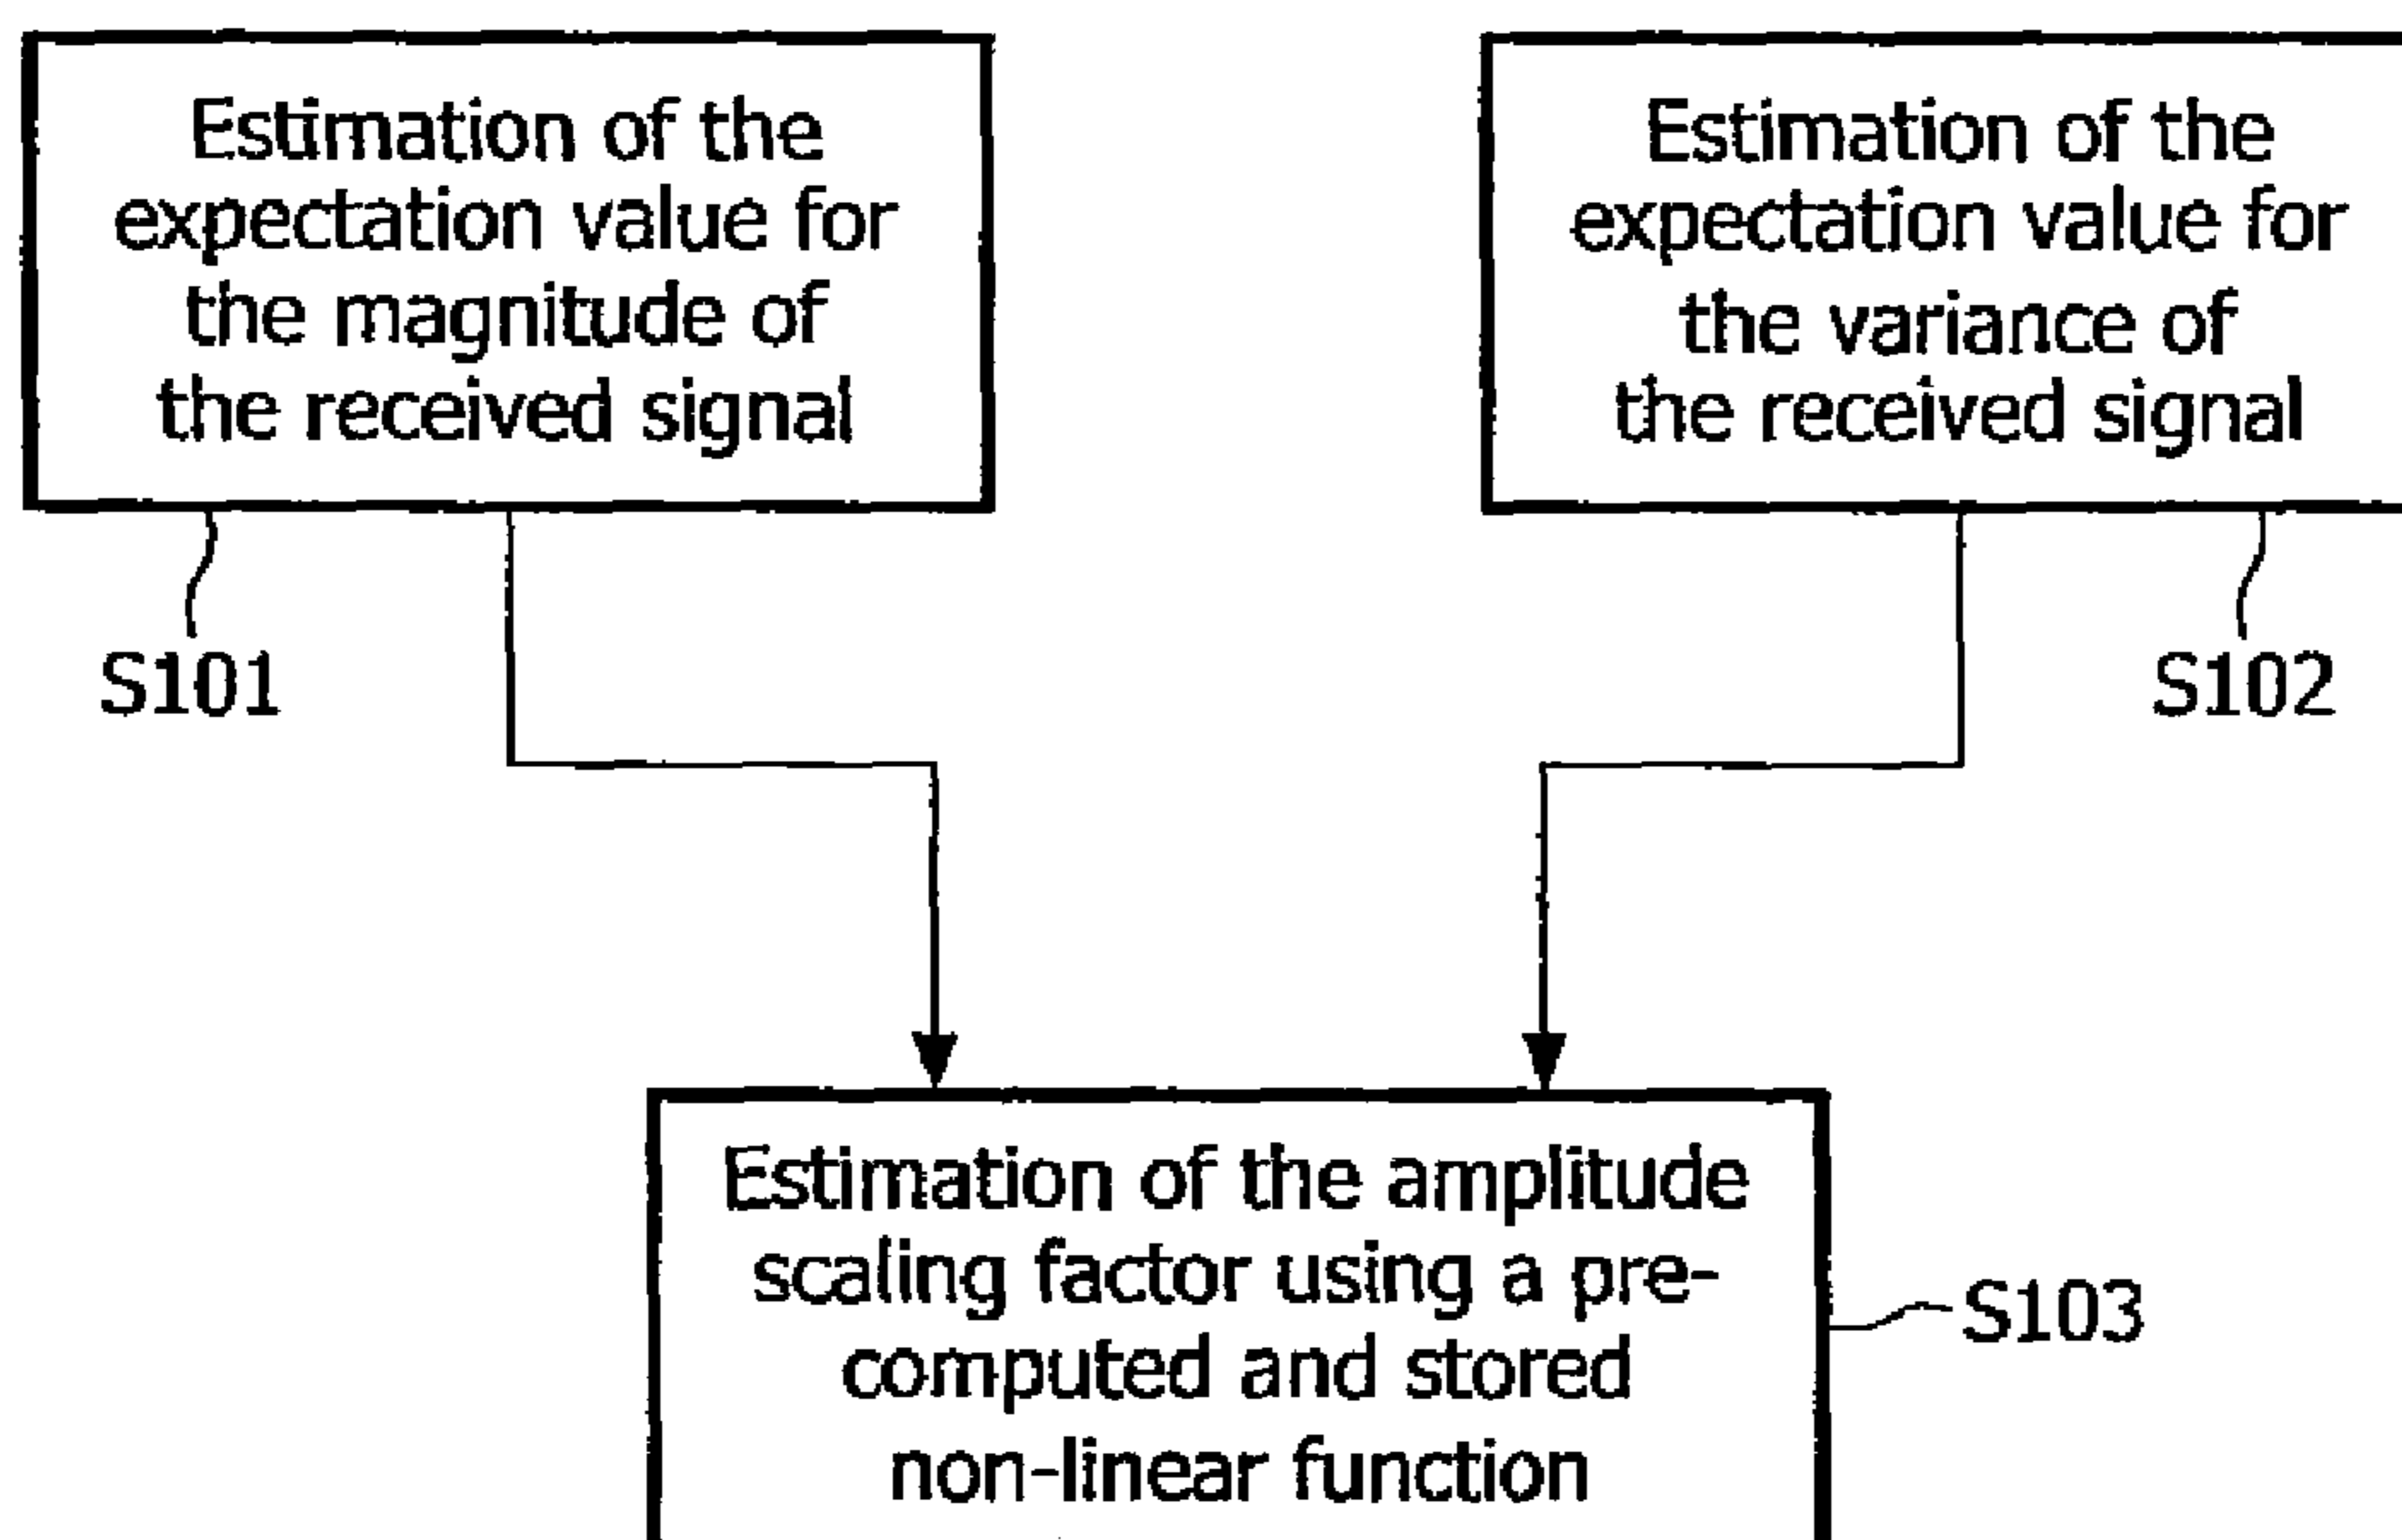 Estimation of the
expectation value for
the magnitude of
the received signal
Estimation of the
expectation value for
the variance of
the received signal
S101
S102
Estimation of the amplitude
scaling factor using a pre-
computed and stored
non-linear function
S103